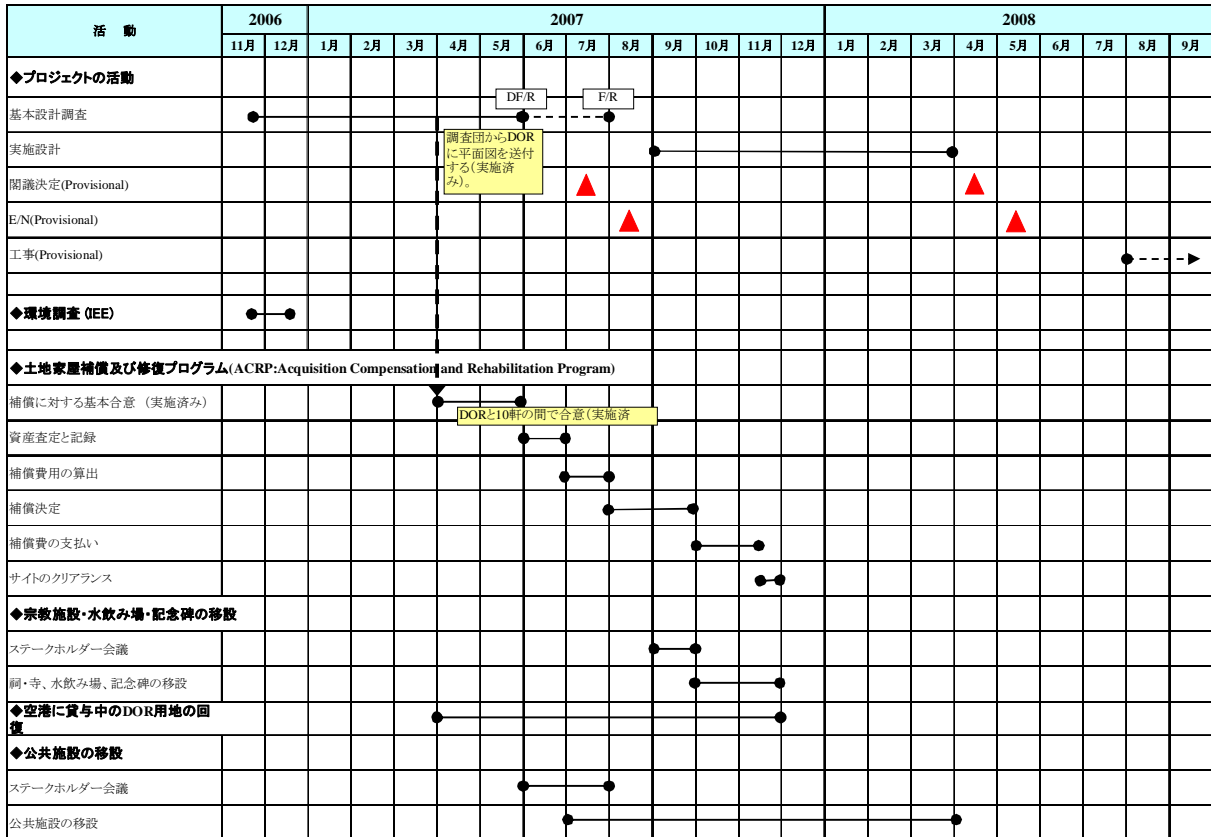 活 動
2006 2007 2008
11月 12月 1月 2月 3月 4月 5月 6月 7月 8月 9月 10月 11月 12月 1月 2月 3月 4月 5月 6月 7月 8月 9月
◆プロジェクトの活動
DF/R F/R
基本設計調査
調査団からDOR
に平面図を送付
する(実施済
み)。
実施設計
閣議決定(Provisional)
E/N(Provisional)
工事(Provisional)
◆環境調査 (IEE)
◆土地家屋補償及び修復プログラム(ACRP:Acquisition Compensation and Rehabilitation Program)
補償に対する基本合意 (実施済み)
DORと10軒の間で合意(実施済
資産査定と記録
補償費用の算出
補償決定
補償費の支払い
サイトのクリアランス
◆宗教施設・水飲み場・記念碑の移設
ステークホルダー会議
祠・寺、水飲み場、記念碑の移設
◆空港に貸与中のDOR用地の回
復
◆公共施設の移設
ステークホルダー会議
公共施設の移設